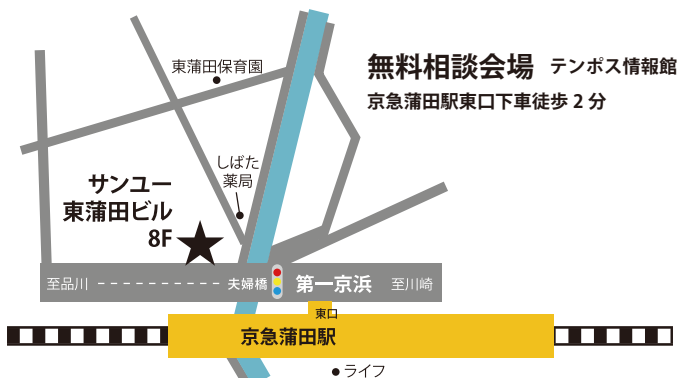 無料相談会場 テンポス情報館
京急蒲田駅東口下車徒歩 2 分
東蒲田保育園
しばた
薬局
サンユー
東蒲田ビル
8F
至品川
夫婦橋
第一京浜
至川崎
東口
京急蒲田駅
ライフ